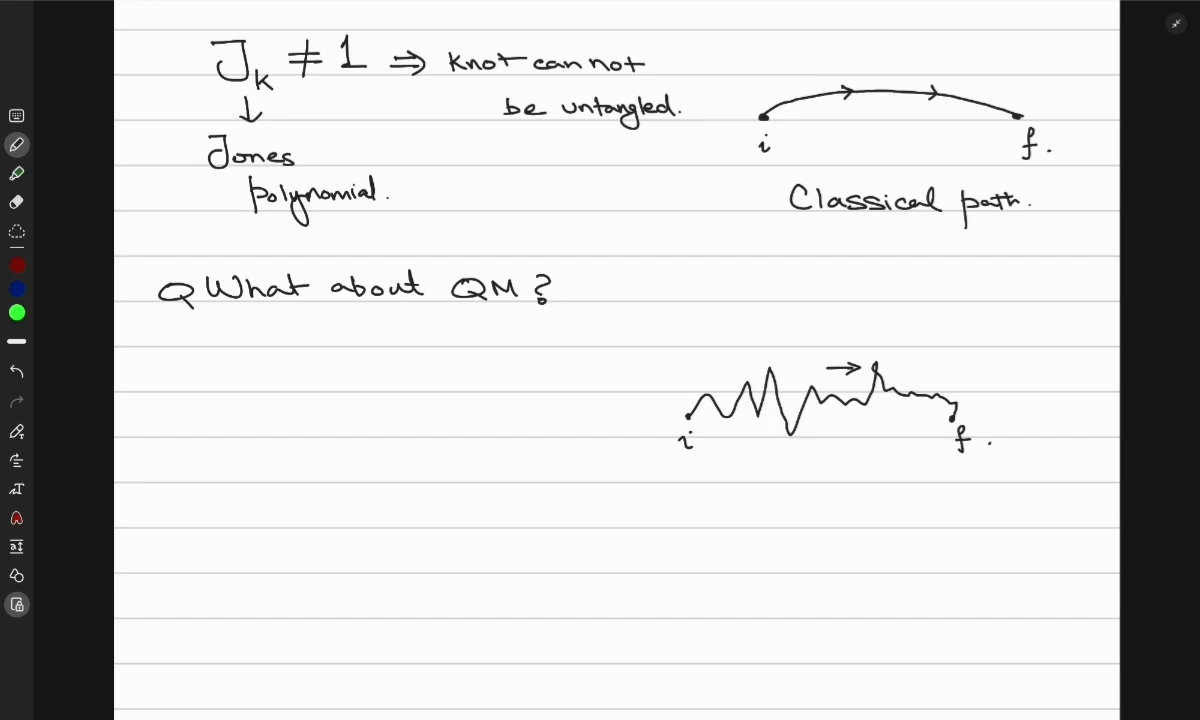 J_K ≠ 1 ⇒ Knot can not
be untangled.
↓
Jones
polynomial.
i f.
Classical path.
Q What about QM?
→
i f.